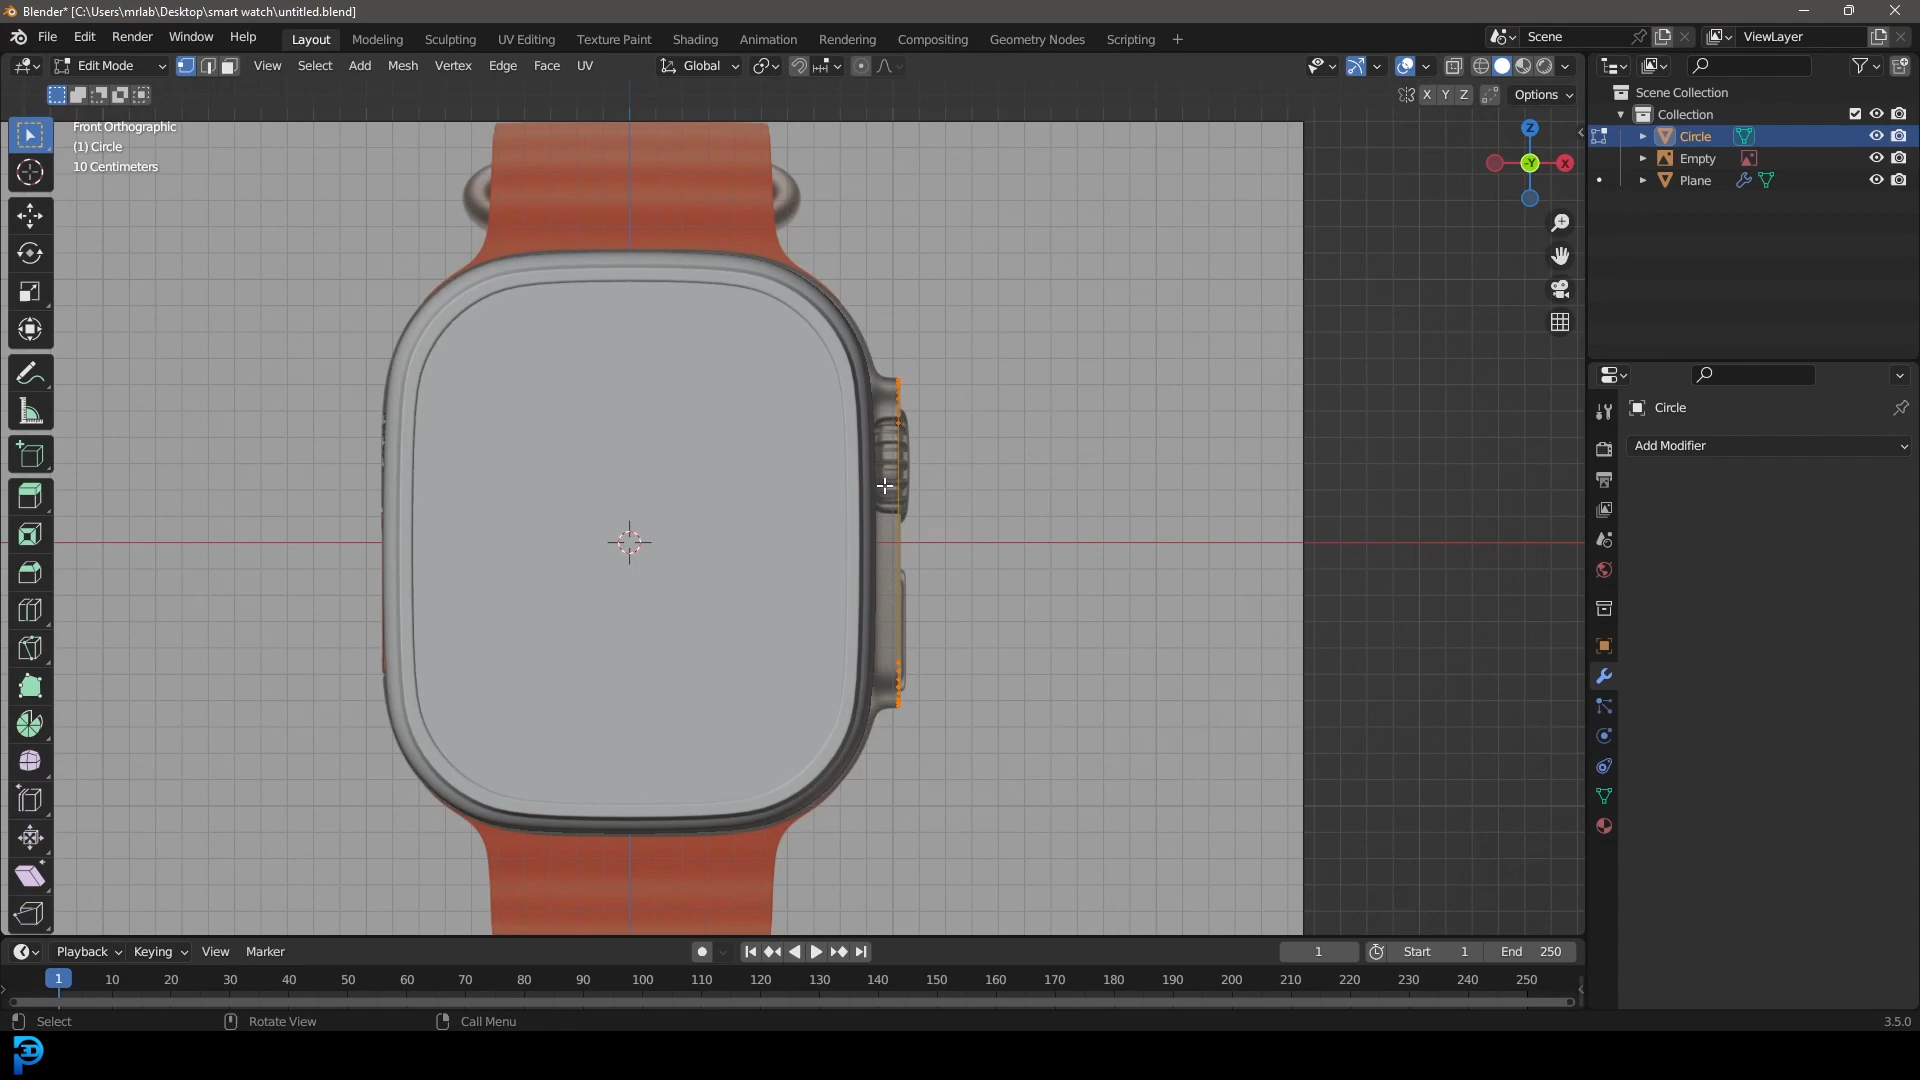 Blender* [C:\Users\mrlab\Desktop\smart watch\untitled.blend]
File Edit Render Window Help Layout Modeling Sculpting UV Editing Texture Paint Shading Animation Rendering Compositing Geometry Nodes Scripting + Scene ViewLayer
Edit Mode View Select Add Mesh Vertex Edge Face UV Global
X Y Z Options
Scene Collection
Collection
Circle
Empty
Plane
Front Orthographic
(1) Circle
10 Centimeters
Z
-Y X
Circle
Add Modifier
Playback Keying View Marker 1 Start 1 End 250
1 10 20 30 40 50 60 70 80 90 100 110 120 130 140 150 160 170 180 190 200 210 220 230 240 250
Select Rotate View Call Menu 3.5.0